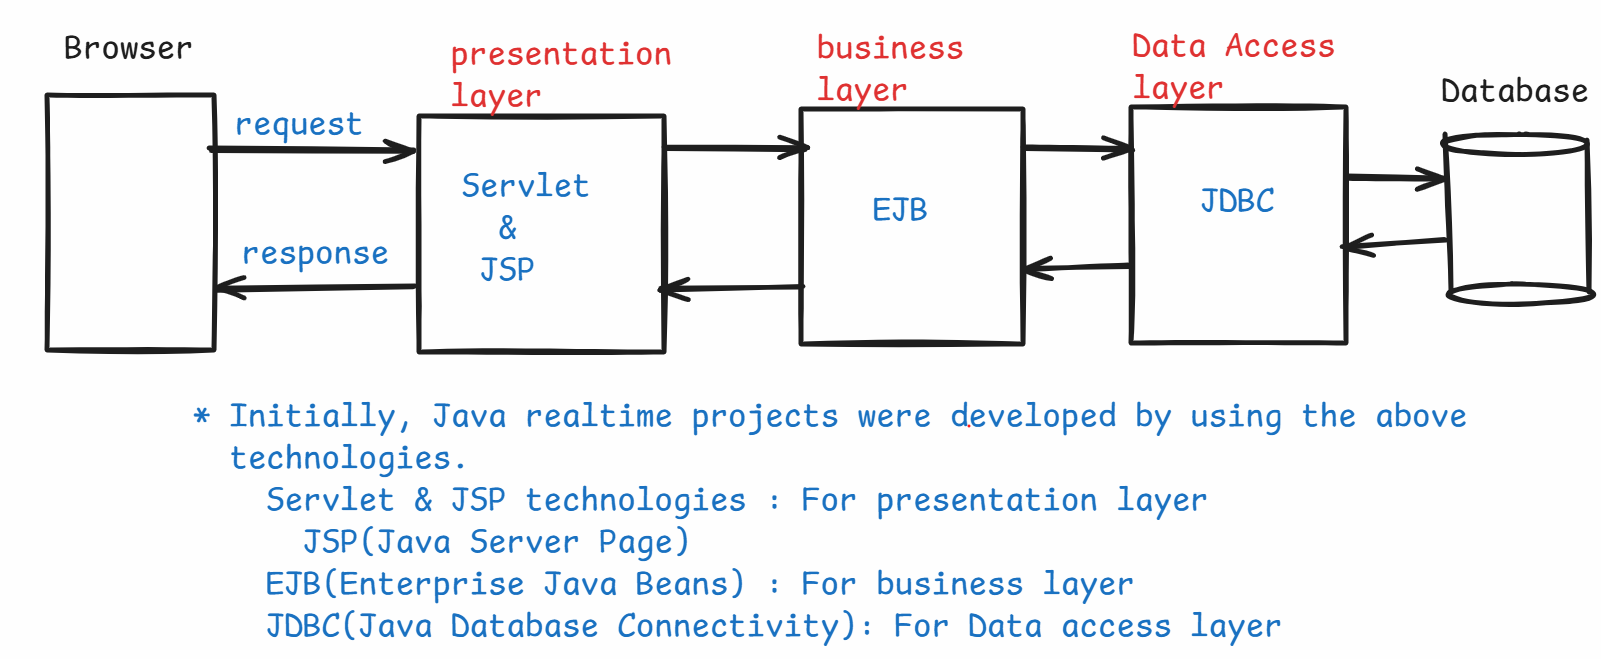 Browser
presentation
layer
business
layer
Data Access
layer
Database
request
response
Servlet
&
JSP
EJB
JDBC
* Initially, Java realtime projects were developed by using the above
technologies.
Servlet & JSP technologies : For presentation layer
JSP(Java Server Page)
EJB(Enterprise Java Beans) : For business layer
JDBC(Java Database Connectivity): For Data access layer